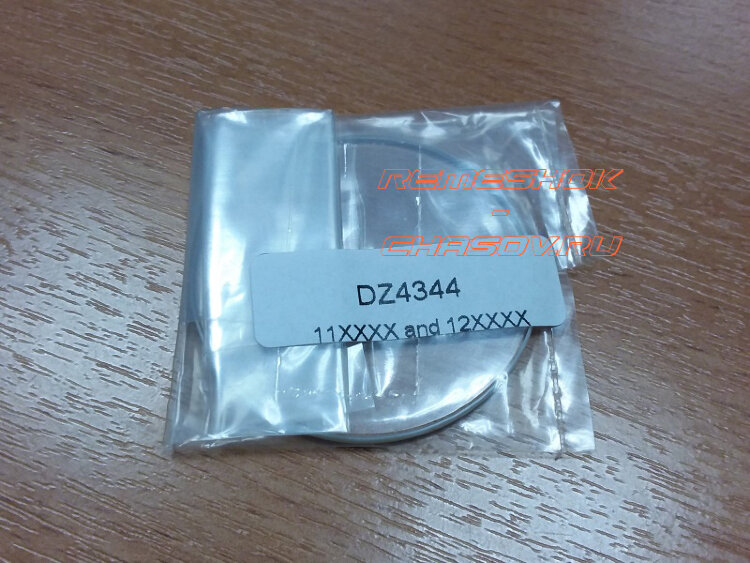 REMESHOK
-
CHASOV.RU
DZ4344
11XXXX and 12XXXX